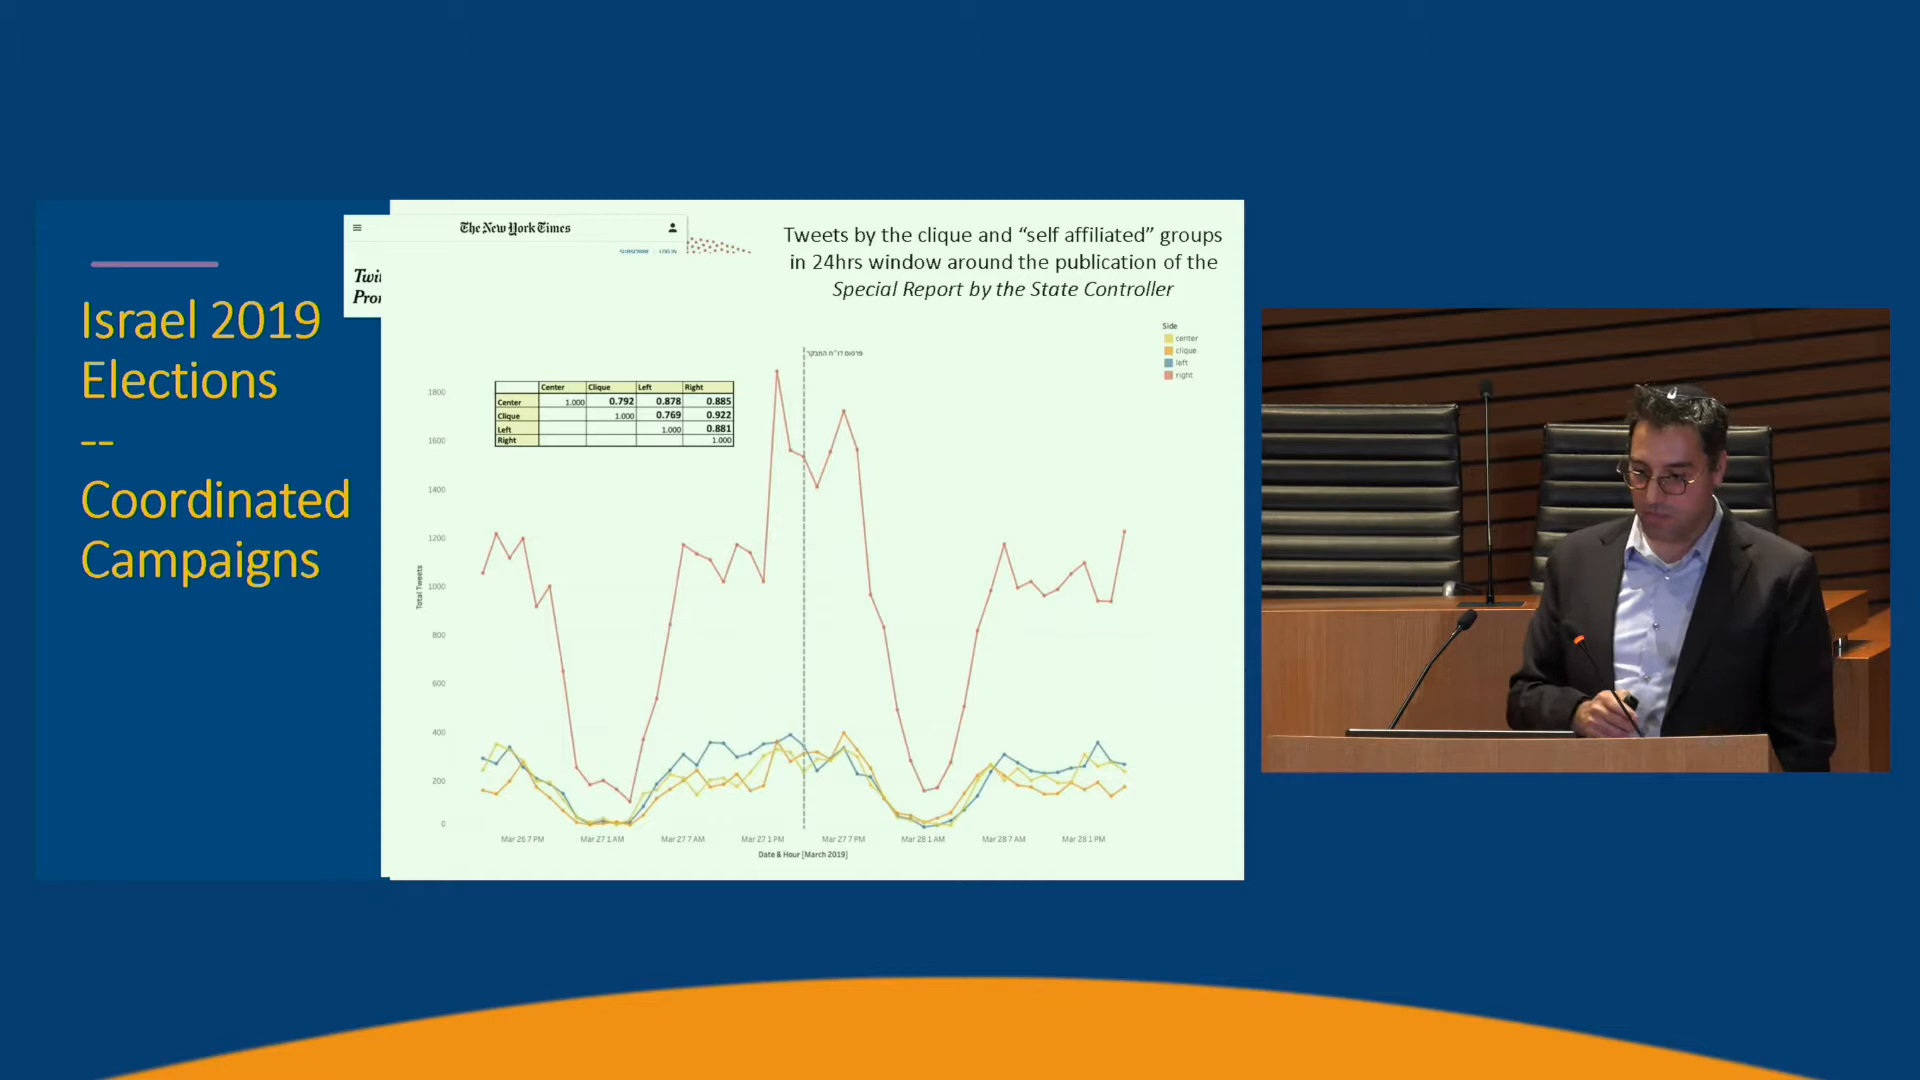 Israel 2019
Elections
--
Coordinated
Campaigns
The New York Times
SUBSCRIBE | LOG IN
Twi
Pro
Tweets by the clique and “self affiliated” groups
in 24hrs window around the publication of the
Special Report by the State Controller
Side
center
clique
left
right
פרסום דו״ח המבקר
Center Clique Left Right
Center 1.000 0.792 0.878 0.885
Clique 1.000 0.769 0.922
Left 1.000 0.881
Right 1.000
Total Tweets
1800
1600
1400
1200
1000
800
600
400
200
0
Mar 26 7 PM Mar 27 1 AM Mar 27 7 AM Mar 27 1 PM Mar 27 7 PM Mar 28 1 AM Mar 28 7 AM Mar 28 1 PM
Date & Hour [March 2019]